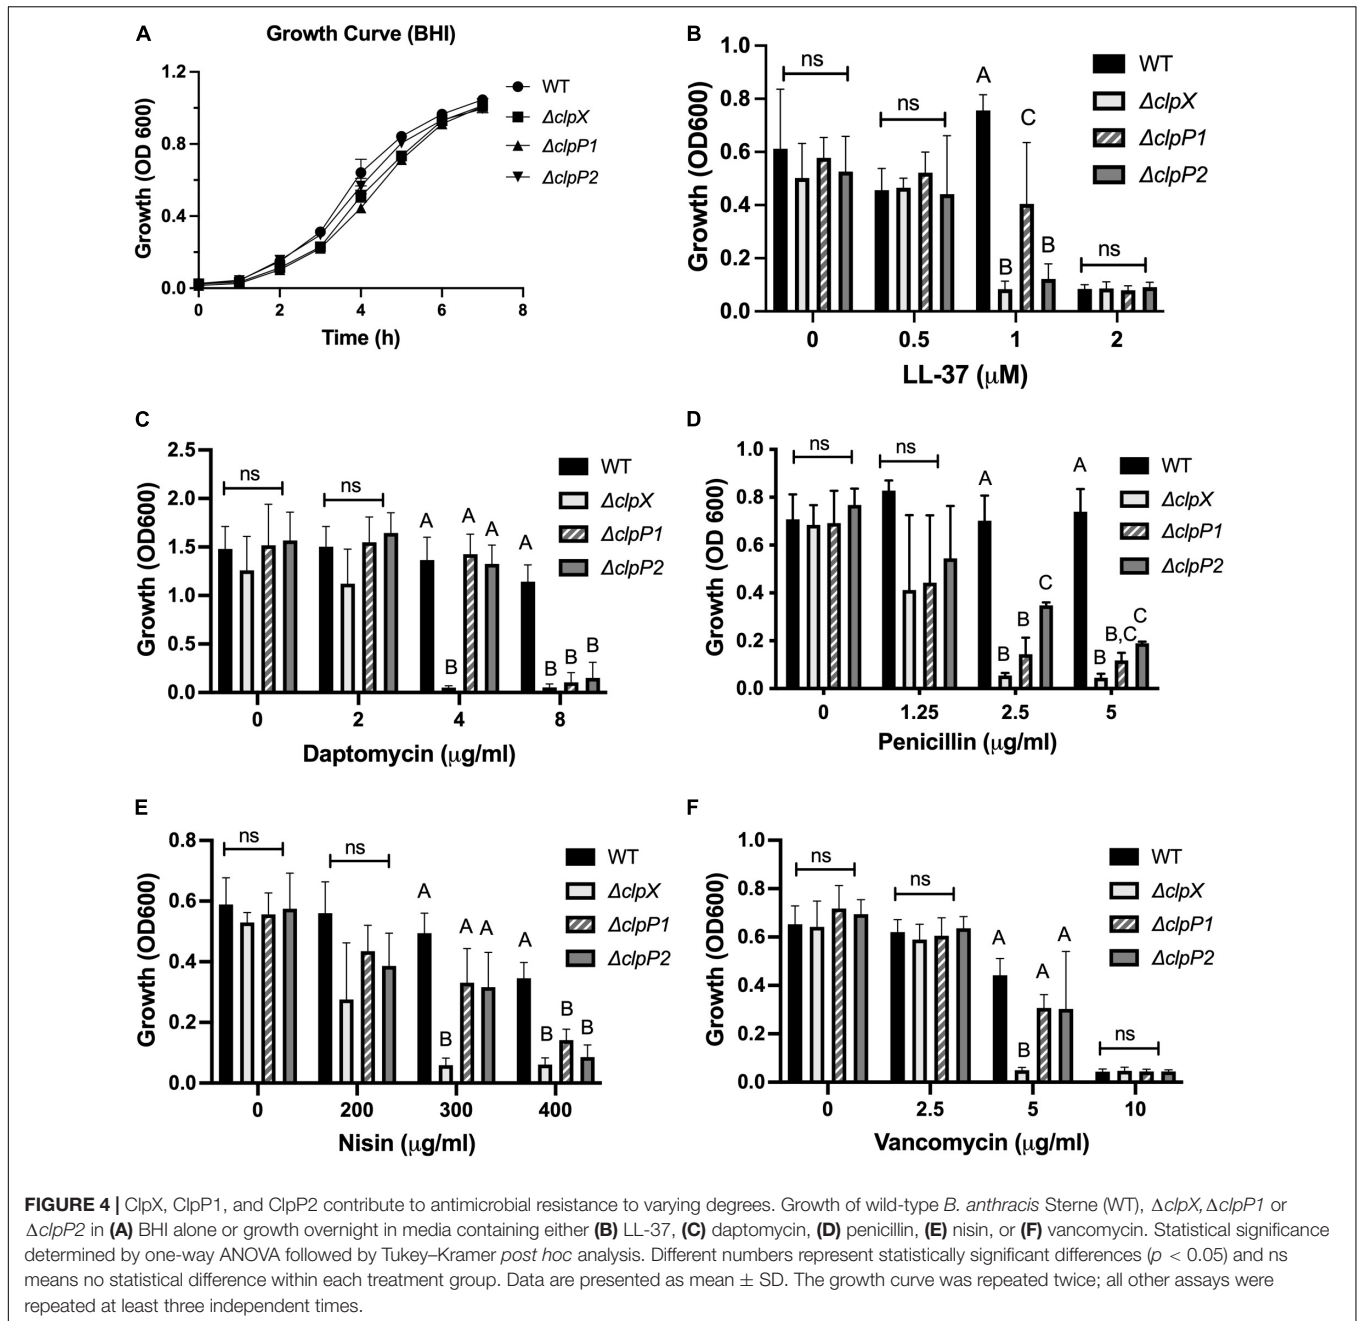 A
Growth Curve (BHI)
Growth (OD 600)
1.2
0.8
0.4
0.0
0 2 4 6 8
Time (h)
WT
ΔclpX
ΔclpP1
ΔclpP2
B
Growth (OD600)
1.0
0.8
0.6
0.4
0.2
0.0
ns
ns
A
B
C
B
ns
0 0.5 1 2
LL-37 (μM)
WT
ΔclpX
ΔclpP1
ΔclpP2
C
Growth (OD600)
2.5
2.0
1.5
1.0
0.5
0.0
ns
ns
A
B
A
A
A
B
B
B
0 2 4 8
Daptomycin (μg/ml)
WT
ΔclpX
ΔclpP1
ΔclpP2
D
Growth (OD 600)
1.0
0.8
0.6
0.4
0.2
0.0
ns
ns
A
B
B
C
A
B
B,C
C
0 1.25 2.5 5
Penicillin (μg/ml)
WT
ΔclpX
ΔclpP1
ΔclpP2
E
Growth (OD600)
0.8
0.6
0.4
0.2
0.0
ns
ns
A
B
A
A
A
B
B
B
0 200 300 400
Nisin (μg/ml)
WT
ΔclpX
ΔclpP1
ΔclpP2
F
Growth (OD600)
1.0
0.8
0.6
0.4
0.2
0.0
ns
ns
A
B
A
A
ns
0 2.5 5 10
Vancomycin (μg/ml)
WT
ΔclpX
ΔclpP1
ΔclpP2
FIGURE 4 | ClpX, ClpP1, and ClpP2 contribute to antimicrobial resistance to varying degrees. Growth of wild-type B. anthracis Sterne (WT), ΔclpX, ΔclpP1 or
ΔclpP2 in (A) BHI alone or growth overnight in media containing either (B) LL-37, (C) daptomycin, (D) penicillin, (E) nisin, or (F) vancomycin. Statistical significance
determined by one-way ANOVA followed by Tukey–Kramer post hoc analysis. Different numbers represent statistically significant differences (p < 0.05) and ns
means no statistical difference within each treatment group. Data are presented as mean ± SD. The growth curve was repeated twice; all other assays were
repeated at least three independent times.